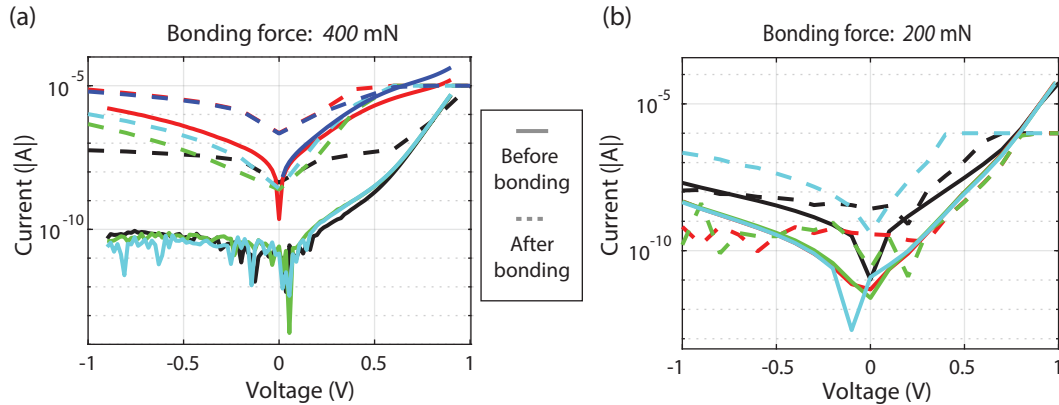 (a)
Bonding force: 400 mN
Current (|A|)
10-5
10-10
-1
-0.5
0
0.5
1
Voltage (V)
Before
bonding
After
bonding
(b)
Bonding force: 200 mN
Current (|A|)
10-5
10-10
-1
-0.5
0
0.5
1
Voltage (V)